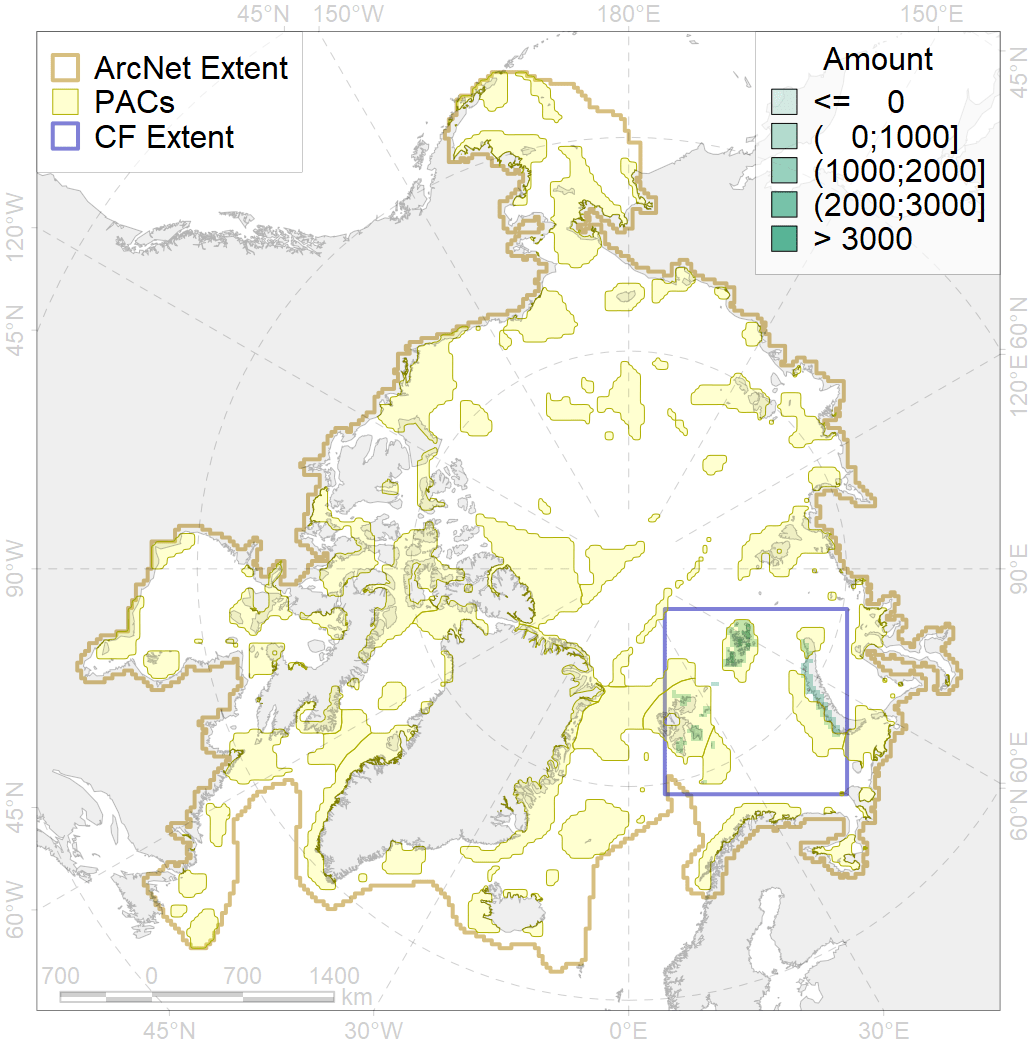 45°N 150°W 180°E 150°E
ArcNet Extent
PACs
CF Extent
Amount
<= 0
( 0;1000]
(1000;2000]
(2000;3000]
> 3000
45°N
120°W
45°N
60°N
120°E
90°W
90°E
45°N
60°E
60°N
60°W
700 0 700 1400
km
45°N 30°W 0°E 30°E